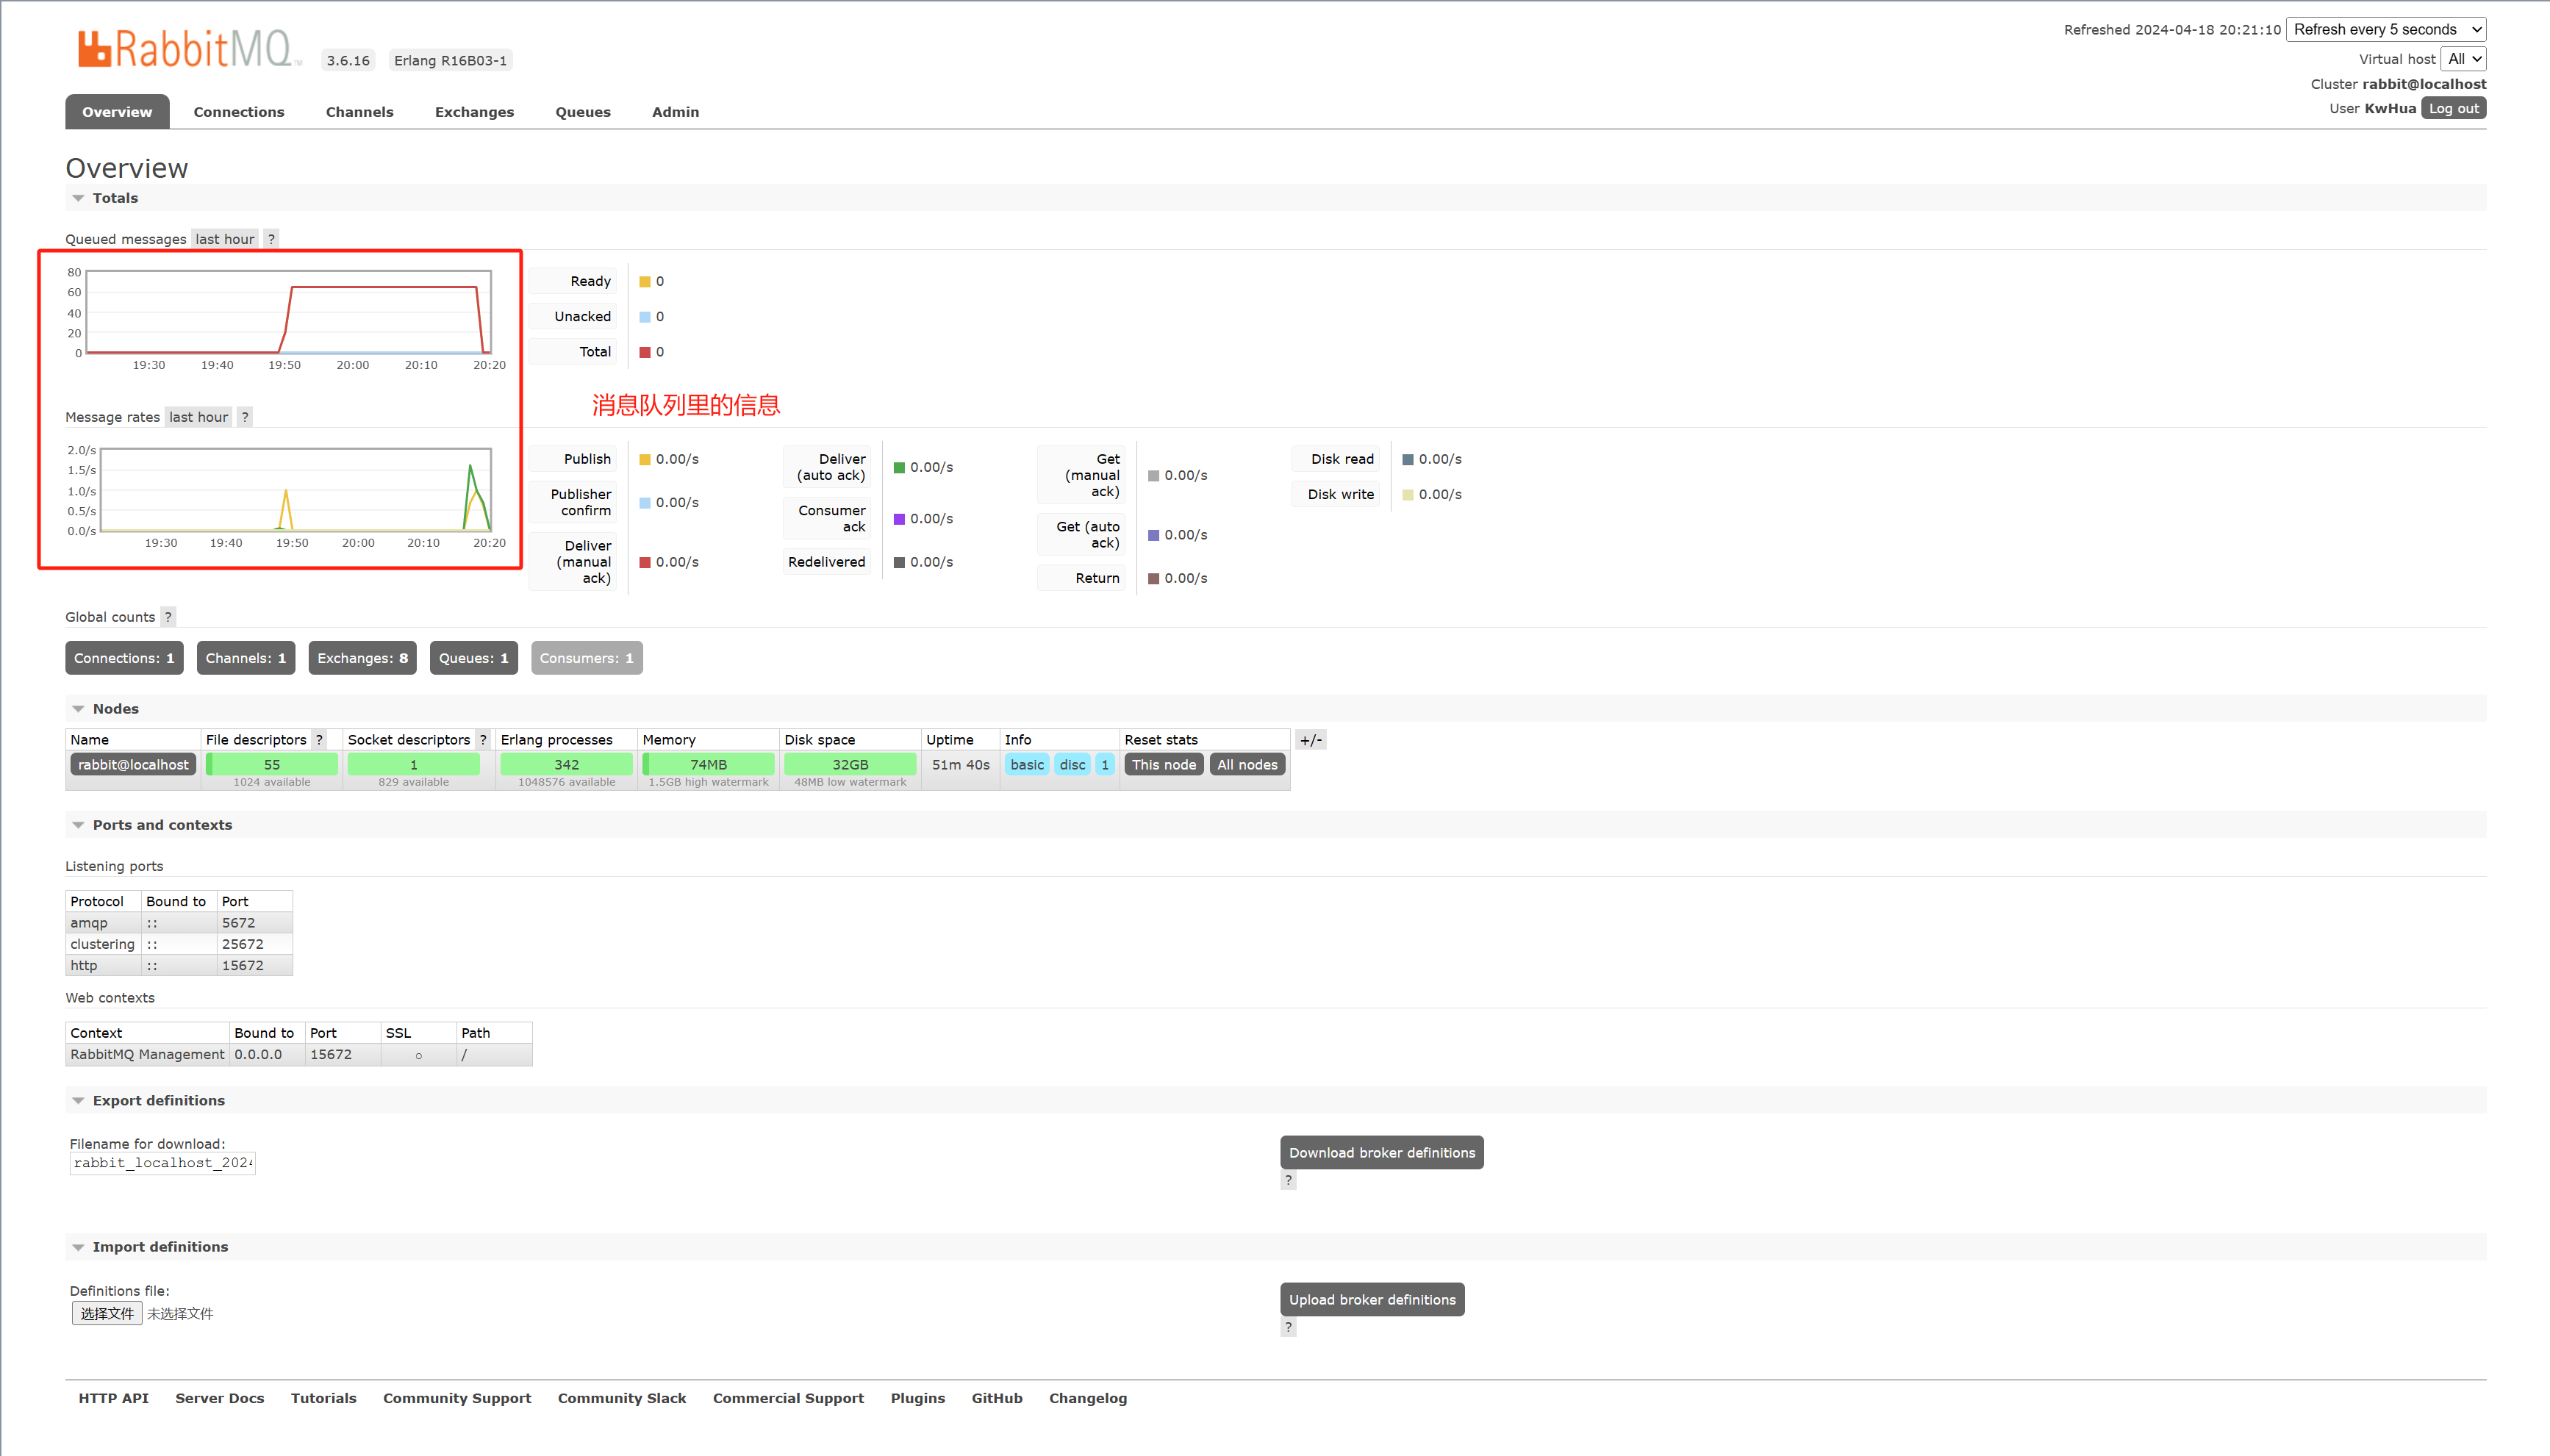 RabbitMQ™ 3.6.16 Erlang R16B03-1
Refreshed 2024-04-18 20:21:10 Refresh every 5 seconds
Virtual host All
Cluster rabbit@localhost
User KwHua Log out
Overview Connections Channels Exchanges Queues Admin
Overview
Totals
Queued messages last hour ?
80
60
40
20
0
19:30 19:40 19:50 20:00 20:10 20:20
Ready 0
Unacked 0
Total 0
消息队列里的信息
Message rates last hour ?
2.0/s
1.5/s
1.0/s
0.5/s
0.0/s
19:30 19:40 19:50 20:00 20:10 20:20
Publish 0.00/s
Publisher confirm 0.00/s
Deliver (manual ack) 0.00/s
Deliver (auto ack) 0.00/s
Consumer ack 0.00/s
Redelivered 0.00/s
Get (manual ack) 0.00/s
Get (auto ack) 0.00/s
Return 0.00/s
Disk read 0.00/s
Disk write 0.00/s
Global counts ?
Connections: 1 Channels: 1 Exchanges: 8 Queues: 1 Consumers: 1
Nodes
Name File descriptors ? Socket descriptors ? Erlang processes Memory Disk space Uptime Info Reset stats +/-
rabbit@localhost 55 1 342 74MB 32GB 51m 40s basic disc 1 This node All nodes
1024 available 829 available 1048576 available 1.5GB high watermark 48MB low watermark
Ports and contexts
Listening ports
Protocol Bound to Port
amqp :: 5672
clustering :: 25672
http :: 15672
Web contexts
Context Bound to Port SSL Path
RabbitMQ Management 0.0.0.0 15672 ○ /
Export definitions
Filename for download:
rabbit_localhost_2024
Download broker definitions
?
Import definitions
Definitions file:
选择文件 未选择文件
Upload broker definitions
?
HTTP API Server Docs Tutorials Community Support Community Slack Commercial Support Plugins GitHub Changelog